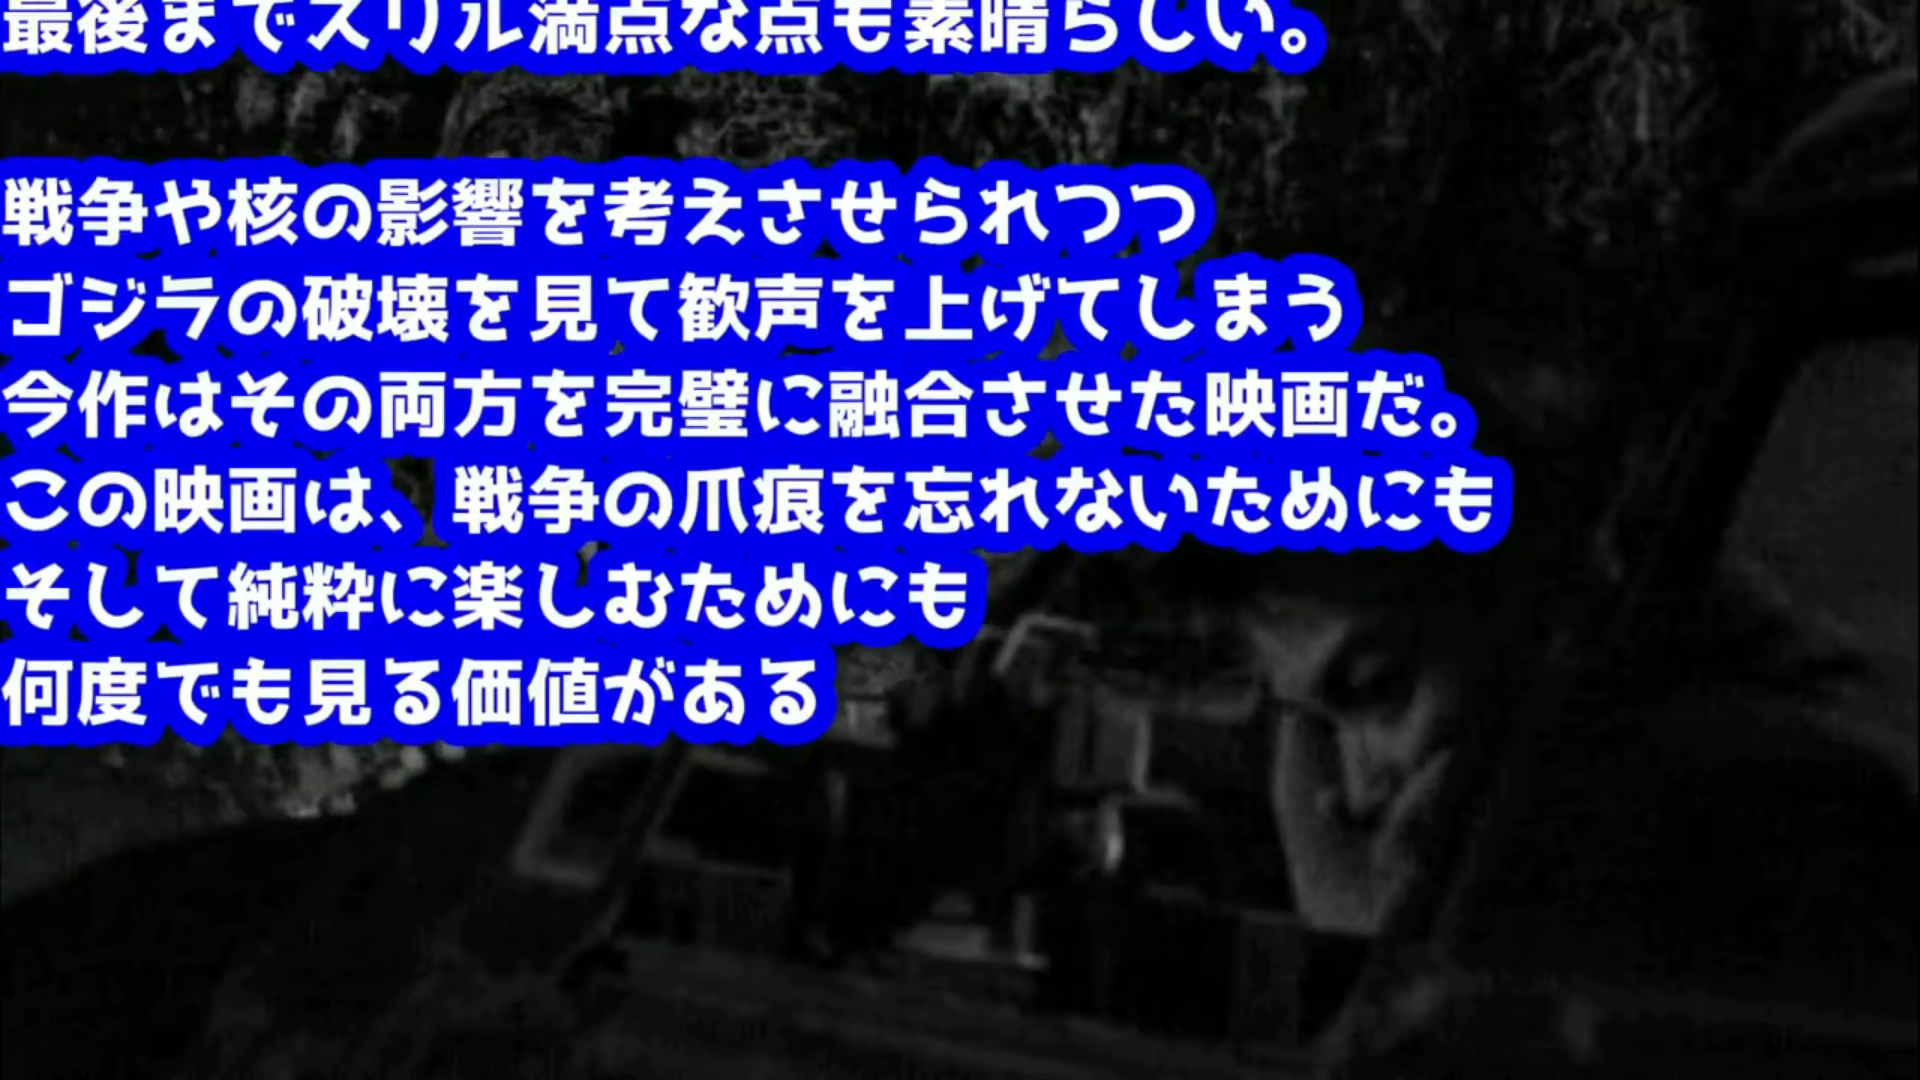 最後までスリル満点な点も素晴らしい。
戦争や核の影響を考えさせられつつ
ゴジラの破壊を見て歓声を上げてしまう
今作はその両方を完璧に融合させた映画だ。
この映画は、戦争の爪痕を忘れないためにも
そして純粋に楽しむためにも
何度でも見る価値がある